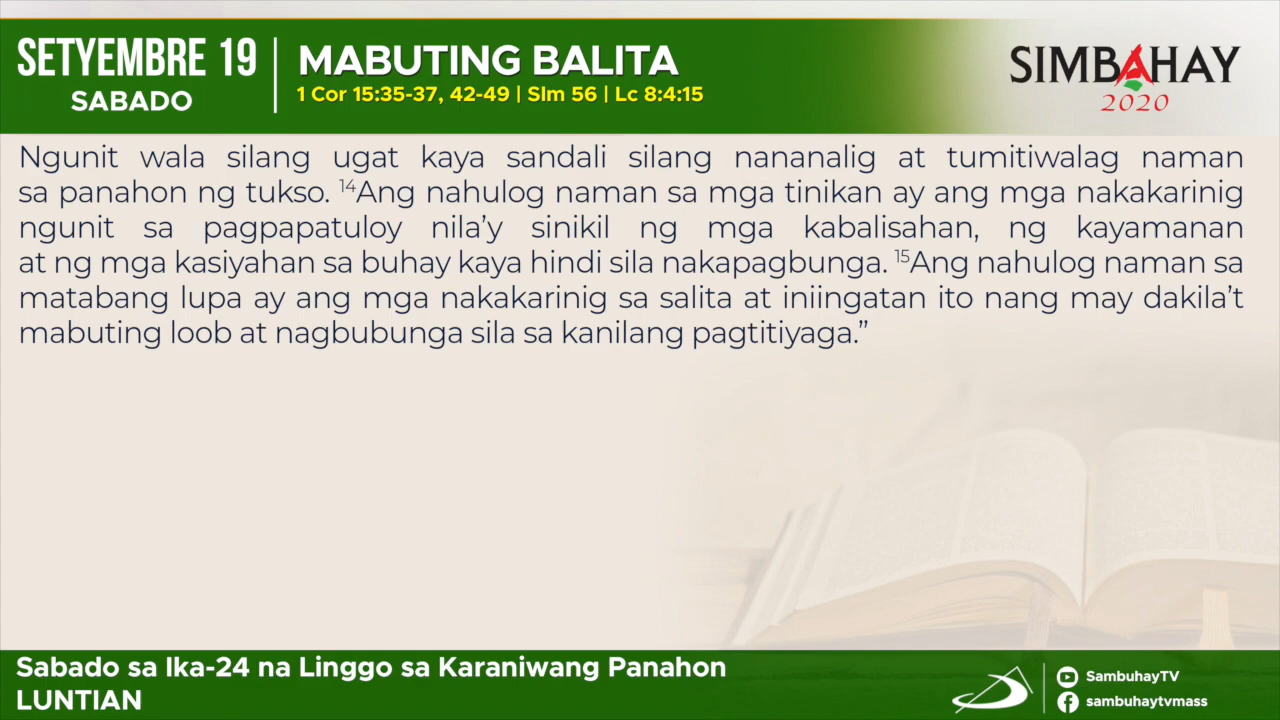 SETYEMBRE 19
SABADO
MABUTING BALITA
1 Cor 15:35-37, 42-49 | Slm 56 | Lc 8:4:15
SIMBAHAY
2020
Ngunit wala silang ugat kaya sandali silang nananalig at tumitiwalag naman
sa panahon ng tukso. ¹⁴Ang nahulog naman sa mga tinikan ay ang mga nakakarinig
ngunit sa pagpapatuloy nila’y sinikil ng mga kabalisahan, ng kayamanan
at ng mga kasiyahan sa buhay kaya hindi sila nakapagbunga. ¹⁵Ang nahulog naman sa
matabang lupa ay ang mga nakakarinig sa salita at iniingatan ito nang may dakila’t
mabuting loob at nagbubunga sila sa kanilang pagtitiyaga.”
Sabado sa Ika-24 na Linggo sa Karaniwang Panahon
LUNTIAN
SambuhayTV
sambuhaytvmass